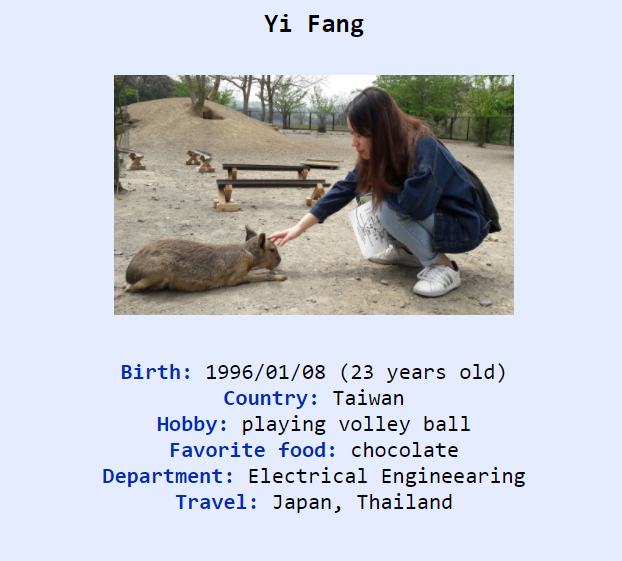 Yi Fang
Birth: 1996/01/08 (23 years old)
Country: Taiwan
Hobby: playing volley ball
Favorite food: chocolate
Department: Electrical Engineearing
Travel: Japan, Thailand